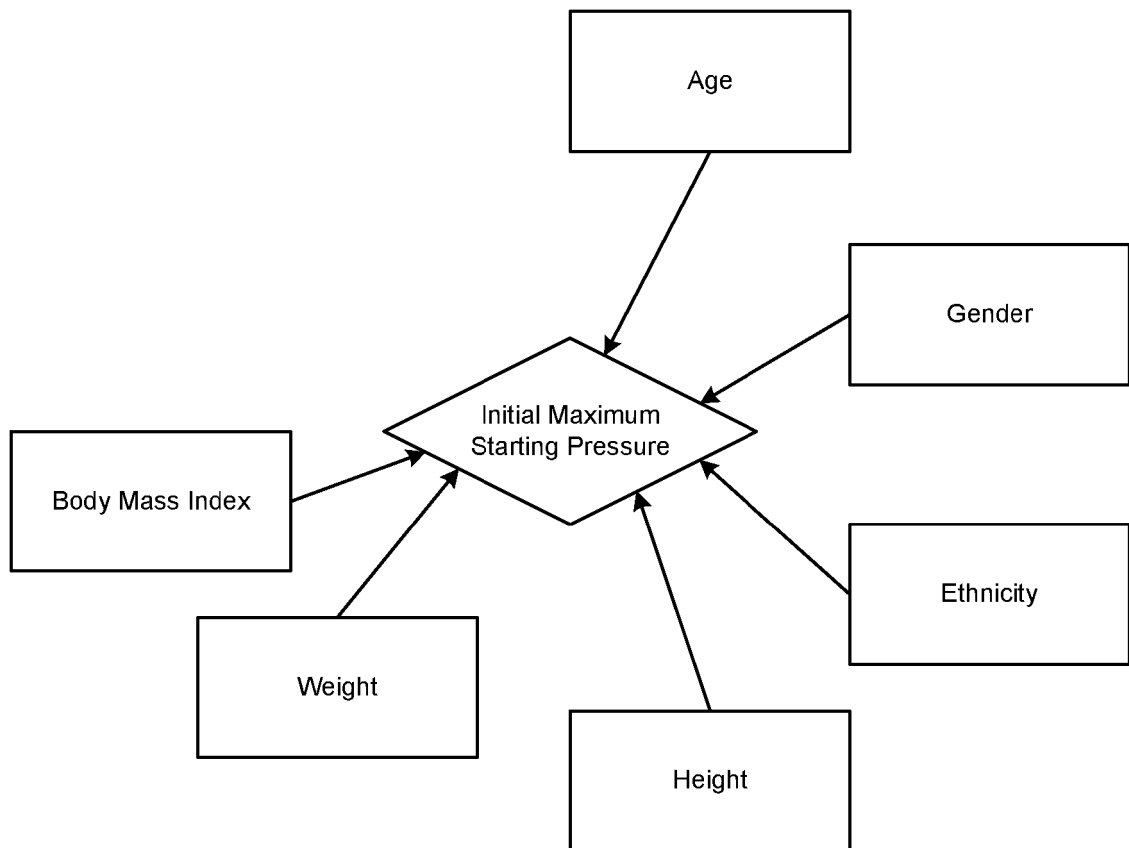 Age
Gender
Initial Maximum
Starting Pressure
Body Mass Index
Ethnicity
Weight
Height